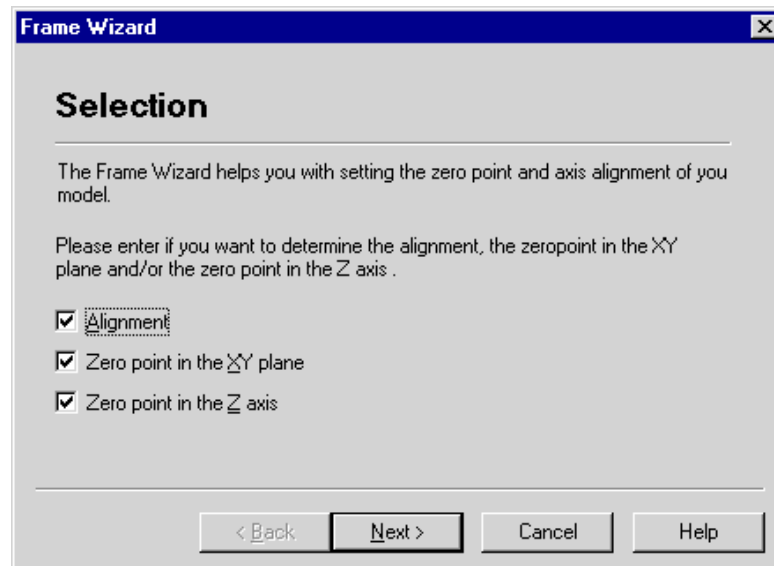 Frame Wizard
Selection
The Frame Wizard helps you with setting the zero point and axis alignment of you
model.
Please enter if you want to determine the alignment, the zeropoint in the XY
plane and/or the zero point in the Z axis .
Alignment
Zero point in the XY plane
Zero point in the Z axis
< Back
Next >
Cancel
Help